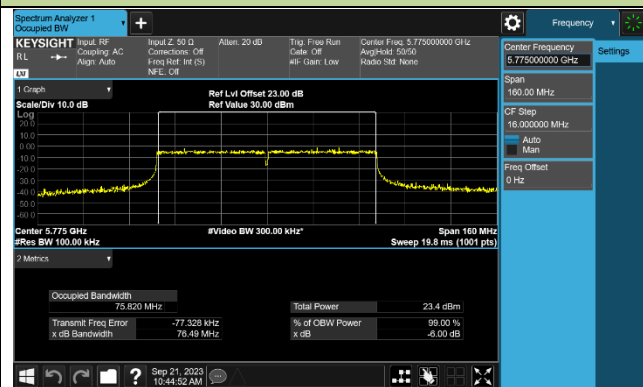 Spectrum Analyzer 1
Occupied BW
Frequency
KEYSIGHT
RL
LXI
Input: RF
Coupling: AC
Align: Auto
Input Z: 50 Ω
Corrections: Off
Freq Ref: Int (S)
NFE: Off
Atten: 20 dB
Trig: Free Run
Gate: Off
#IF Gain: Low
Center Freq: 5.775000000 GHz
Avg|Hold: 50/50
Radio Std: None
Center Frequency
5.775000000 GHz
Settings
Span
160.00 MHz
CF Step
16.000000 MHz
Auto
Man
Freq Offset
0 Hz
1 Graph
Scale/Div 10.0 dB
Ref Lvl Offset 23.00 dB
Ref Value 30.00 dBm
Log
20.0
10.0
0.00
-10.0
-20.0
-30.0
-40.0
-50.0
-60.0
Center 5.775 GHz
#Video BW 300.00 kHz*
Span 160 MHz
#Res BW 100.00 kHz
Sweep 19.8 ms (1001 pts)
2 Metrics
Occupied Bandwidth
75.820 MHz
Total Power
23.4 dBm
Transmit Freq Error
-77.328 kHz
% of OBW Power
99.00 %
x dB Bandwidth
76.49 MHz
x dB
-6.00 dB
Sep 21, 2023
10:44:52 AM